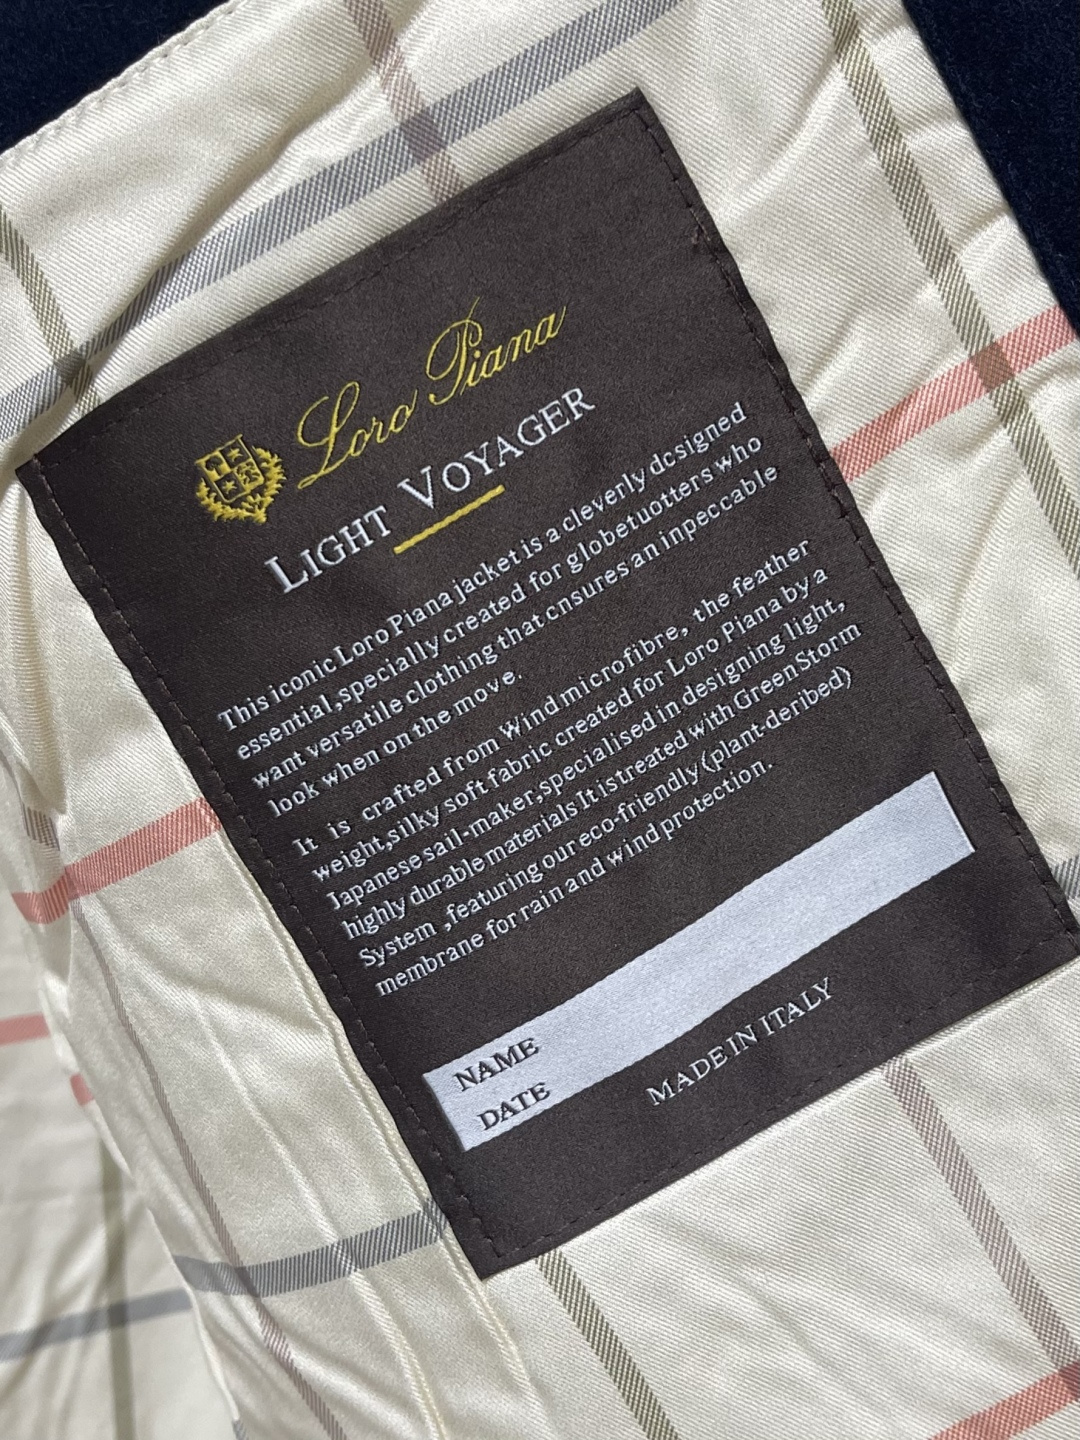 Loro Piana
LIGHT VOYAGER
This iconic Loro Piana jacket is a cleverly dcsigned
essential,specially created for globetuotters who
want versatile clothing that cnsures an inpeccable
look when on the move.
It is crafted from Wind microfibre, the feather
weight,silky soft fabric created for Loro Piana by a
Japanese sail-maker,specialised in designing light,
highly durable materials It is treated with Green Storm
System ,featuring our eco-friendly (plant-deribed)
membrane for rain and wind protection.
NAME
DATE
MADE IN ITALY